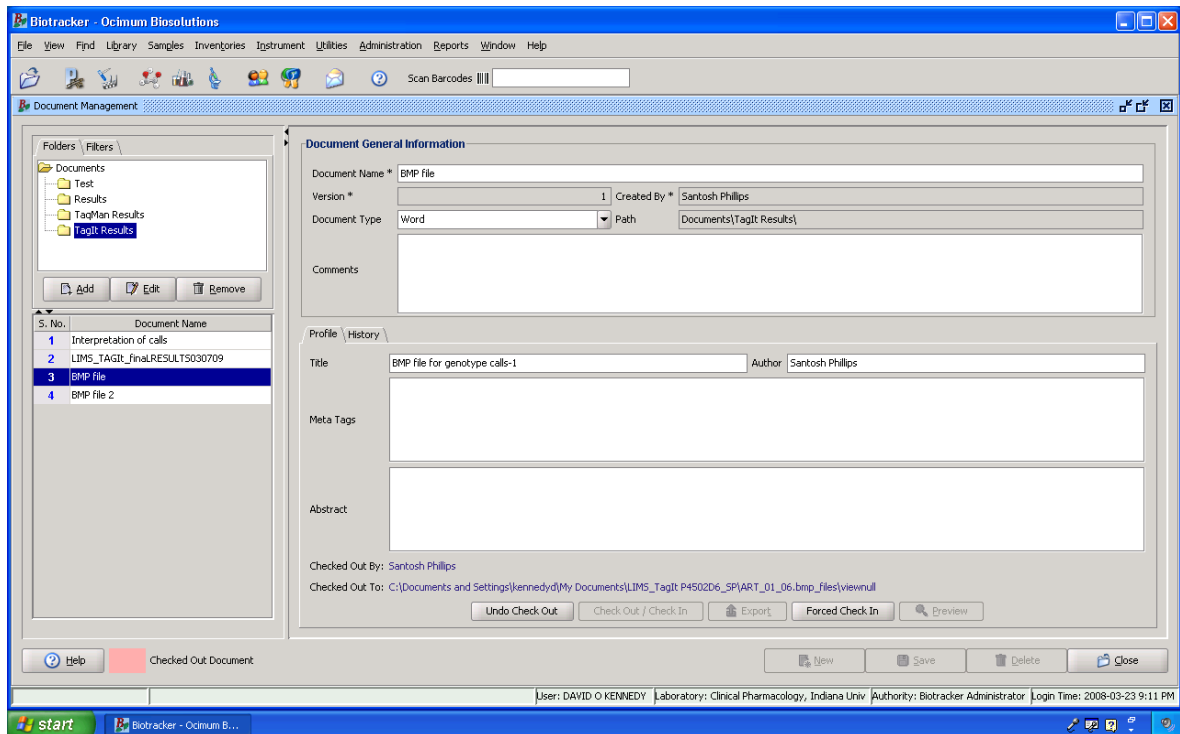 Biotracker - Ocimum Biosolutions
File View Find Library Samples Inventories Instrument Utilities Administration Reports Window Help
Scan Barcodes
Document Management
Folders Filters
Documents
Test
Results
TaqMan Results
TagIt Results
Add Edit Remove
S. No. Document Name
1 Interpretation of calls
2 LIMS_TAGIt_finaLRESULTS030709
3 BMP file
4 BMP file 2
Document General Information
Document Name * BMP file
Version * 1 Created By * Santosh Phillips
Document Type Word Path Documents\TagIt Results\
Comments
Profile History
Title BMP file for genotype calls-1 Author Santosh Phillips
Meta Tags
Abstract
Checked Out By: Santosh Phillips
Checked Out To: C:\Documents and Settings\kennedyd\My Documents\LIMS_TagIt P4502D6_SP\ART_01_06.bmp_files\viewnull
Undo Check Out Check Out / Check In Export Forced Check In Preview
Help Checked Out Document New Save Delete Close
User: DAVID O KENNEDY Laboratory: Clinical Pharmacology, Indiana Univ Authority: Biotracker Administrator Login Time: 2008-03-23 9:11 PM
start Biotracker - Ocimum B...